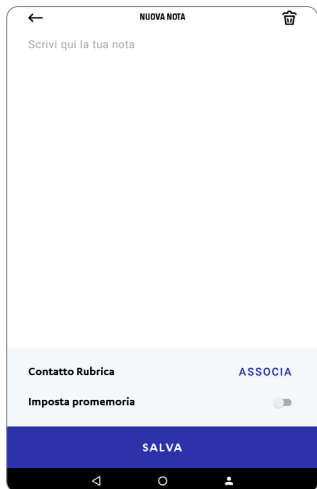 NUOVA NOTA
Scrivi qui la tua nota
Contatto Rubrica
ASSOCIA
Imposta promemoria
SALVA